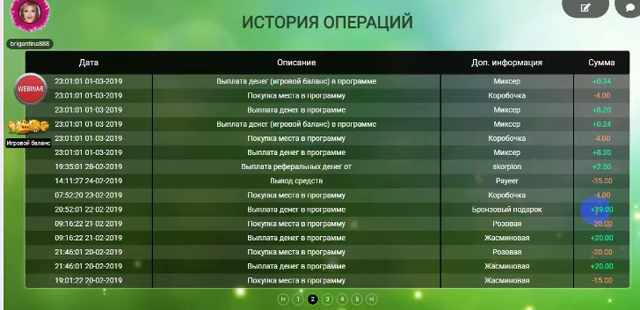 ИСТОРИЯ ОПЕРАЦИЙ
brigantina888
Дата Описание Доп. информация Сумма
23:01:01 01-03-2019 Выплата денег (игровой баланс) в программе Миксер +0.24
WEBINAR
23:01:01 01-03-2019 Покупка места в программу Коробочка -4.00
23:01:01 01-03-2019 Выплата денег в программе Миксер +8.20
23:01:01 01-03-2019 Выплата денег (игровой баланс) в программе Миксер +0.24
23:01:01 01-03-2019 Покупка места в программу Коробочка -4.00
Игровой баланс
23:01:01 01-03-2019 Выплата денег в программе Миксер +8.20
19:35:01 28-02-2019 Выплата реферальных денег от skorpion +2.50
14:11:27 24-02-2019 Вывод средств Payeer -35.00
07:52:20 23-02-2019 Покупка места в программу Коробочка -4.00
20:52:01 22-02-2019 Выплата денег в программе Бронзовый подарок
09:16:22 21-02-2019 Покупка места в программу Розовая -20.00
09:16:22 21-02-2019 Выплата денег в программе Жасминовая +20.00
21:46:01 20-02-2019 Покупка места в программу Розовая -20.00
21:46:01 20-02-2019 Выплата денег в программе Жасминовая +20.00
19:01:22 20-02-2019 Покупка места в программу Жасминовая -15.00
1 2 3 4 5